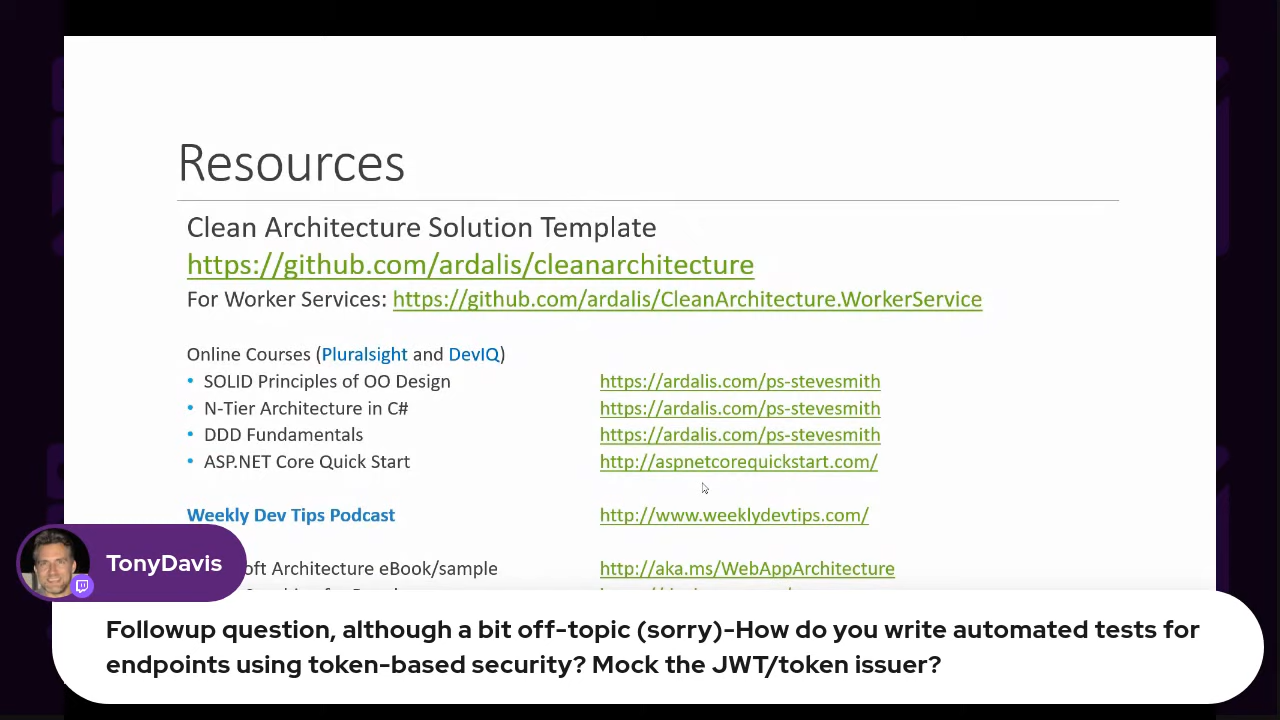 Resources
Clean Architecture Solution Template
https://github.com/ardalis/cleanarchitecture
For Worker Services: https://github.com/ardalis/CleanArchitecture.WorkerService
Online Courses (Pluralsight and DevIQ)
• SOLID Principles of OO Design https://ardalis.com/ps-stevesmith
• N-Tier Architecture in C# https://ardalis.com/ps-stevesmith
• DDD Fundamentals https://ardalis.com/ps-stevesmith
• ASP.NET Core Quick Start http://aspnetcorequickstart.com/
Weekly Dev Tips Podcast http://www.weeklydevtips.com/
TonyDavis
Architecture eBook/sample http://aka.ms/WebAppArchitecture
Followup question, although a bit off-topic (sorry)-How do you write automated tests for
endpoints using token-based security? Mock the JWT/token issuer?